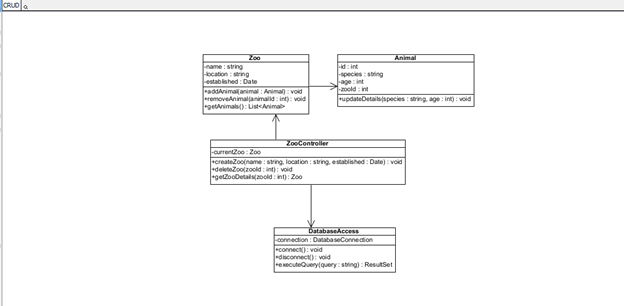 CRUD
Zoo
-name : string
-location : string
-established : Date
+addAnimal(animal : Animal) : void
+removeAnimal(animalId : int) : void
+getAnimals() : List<Animal>
Animal
-id : int
-species : string
-age : int
-zooId : int
+updateDetails(species : string, age : int) : void
ZooController
-currentZoo : Zoo
+createZoo(name : string, location : string, established : Date) : void
+deleteZoo(zooId : int) : void
+getZooDetails(zooId : int) : Zoo
DatabaseAccess
-connection : DatabaseConnection
+connect() : void
+disconnect() : void
+executeQuery(query : string) : ResultSet